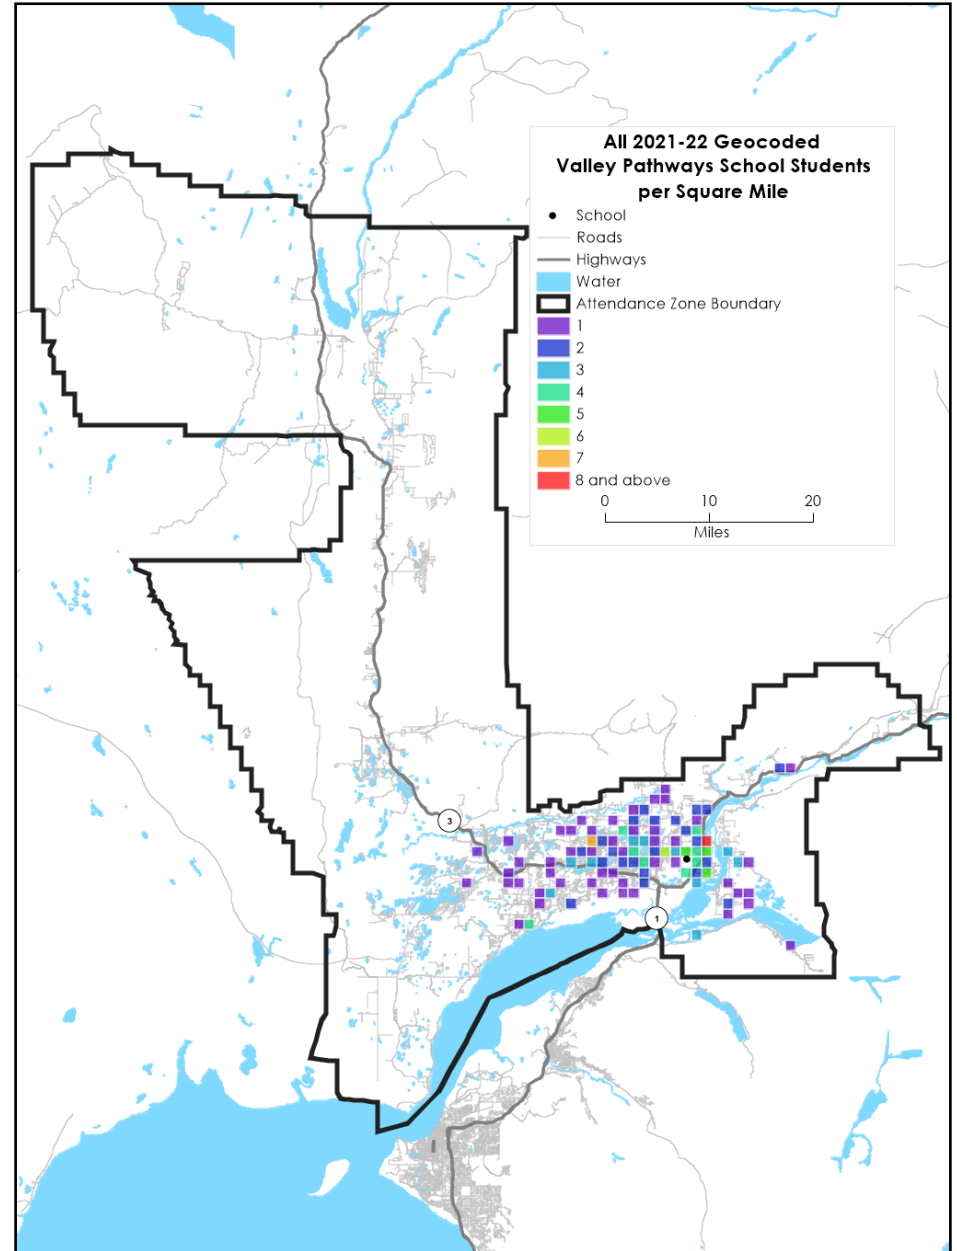 All 2021-22 Geocoded
Valley Pathways School Students
per Square Mile
School
Roads
Highways
Water
Attendance Zone Boundary
1
2
3
4
5
6
7
8 and above
0 10 20
Miles
3
1